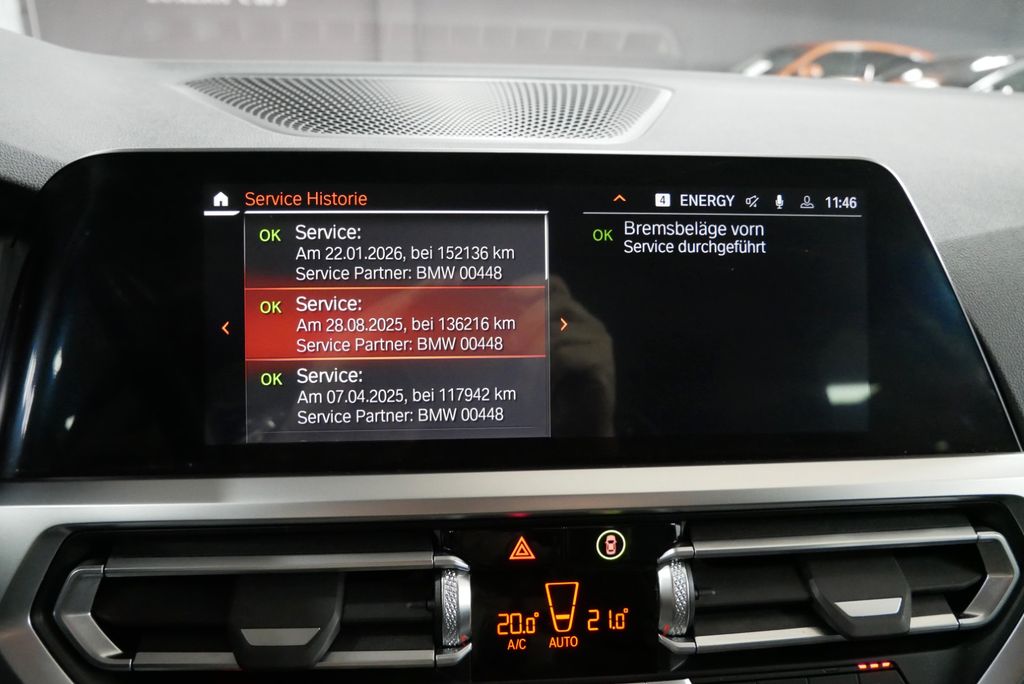 Service Historie
4 ENERGY 11:46
OK Service:
Am 22.01.2026, bei 152136 km
Service Partner: BMW 00448
OK Service:
Am 28.08.2025, bei 136216 km
Service Partner: BMW 00448
OK Service:
Am 07.04.2025, bei 117942 km
Service Partner: BMW 00448
OK Bremsbeläge vorn
Service durchgeführt
20.0° 21.0°
A/C AUTO